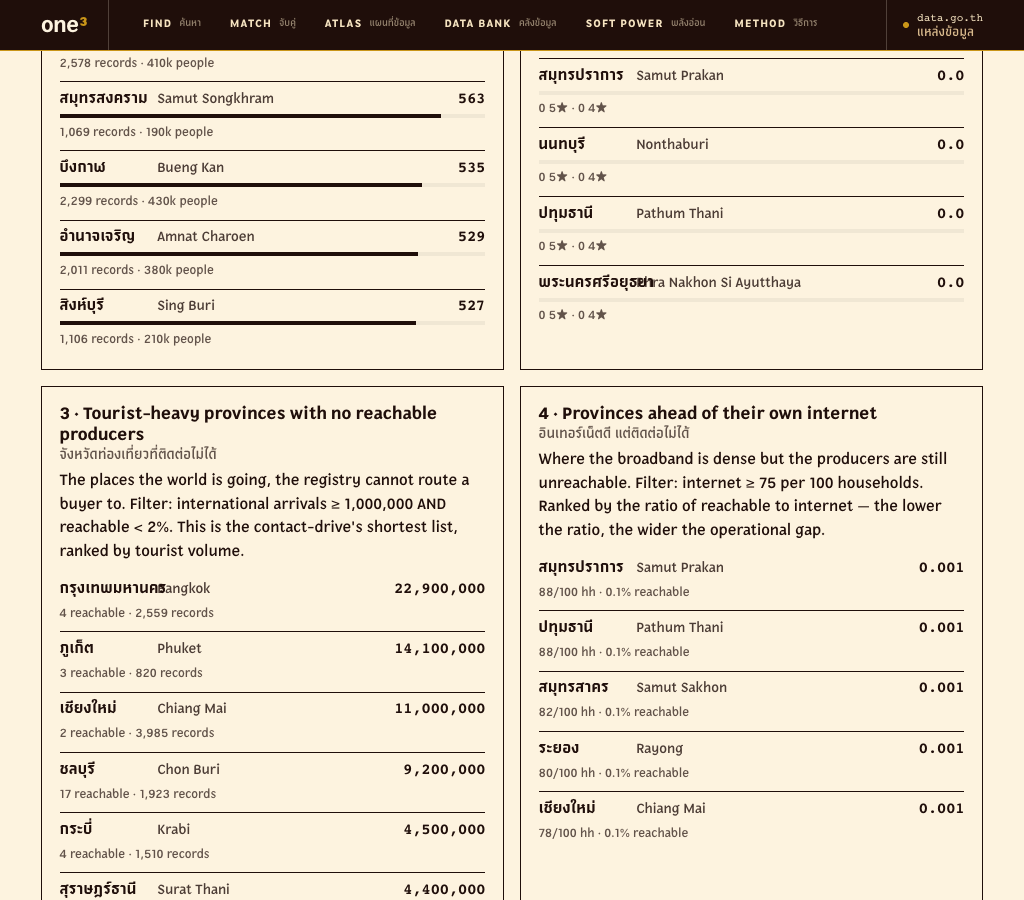 one³
FIND ค้นหา
MATCH จับคู่
ATLAS แผนที่ข้อมูล
DATA BANK คลังข้อมูล
SOFT POWER พลังอ่อน
METHOD วิธีการ
data.go.th
แหล่งข้อมูล
2,578 records · 410k people
สมุทรสงคราม Samut Songkhram 563
1,069 records · 190k people
บึงกาฬ Bueng Kan 535
2,299 records · 430k people
อำนาจเจริญ Amnat Charoen 529
2,011 records · 380k people
สิงห์บุรี Sing Buri 527
1,106 records · 210k people
สมุทรปราการ Samut Prakan 0.0
0 5★ · 0 4★
นนทบุรี Nonthaburi 0.0
0 5★ · 0 4★
ปทุมธานี Pathum Thani 0.0
0 5★ · 0 4★
พระนครศรีอยุธยา Phra Nakhon Si Ayutthaya 0.0
0 5★ · 0 4★
3 · Tourist-heavy provinces with no reachable
producers
จังหวัดท่องเที่ยวที่ติดต่อไม่ได้
The places the world is going, the registry cannot route a
buyer to. Filter: international arrivals ≥ 1,000,000 AND
reachable < 2%. This is the contact-drive's shortest list,
ranked by tourist volume.
กรุงเทพมหานคร Bangkok 22,900,000
4 reachable · 2,559 records
ภูเก็ต Phuket 14,100,000
3 reachable · 820 records
เชียงใหม่ Chiang Mai 11,000,000
2 reachable · 3,985 records
ชลบุรี Chon Buri 9,200,000
17 reachable · 1,923 records
กระบี่ Krabi 4,500,000
4 reachable · 1,510 records
สุราษฎร์ธานี Surat Thani 4,400,000
4 · Provinces ahead of their own internet
อินเทอร์เน็ตดี แต่ติดต่อไม่ได้
Where the broadband is dense but the producers are still
unreachable. Filter: internet ≥ 75 per 100 households.
Ranked by the ratio of reachable to internet — the lower
the ratio, the wider the operational gap.
สมุทรปราการ Samut Prakan 0.001
88/100 hh · 0.1% reachable
ปทุมธานี Pathum Thani 0.001
88/100 hh · 0.1% reachable
สมุทรสาคร Samut Sakhon 0.001
82/100 hh · 0.1% reachable
ระยอง Rayong 0.001
80/100 hh · 0.1% reachable
เชียงใหม่ Chiang Mai 0.001
78/100 hh · 0.1% reachable